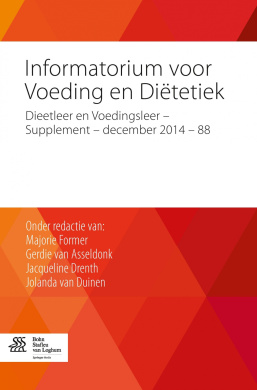 Informatorium voor
Voeding en Diëtetiek
Dieetleer en Voedingsleer –
Supplement – december 2014 – 88
Onder redactie van:
Majorie Former
Gerdie van Asseldonk
Jacqueline Drenth
Jolanda van Duinen
Bohn
Stafleu
van Loghum
Springer Media